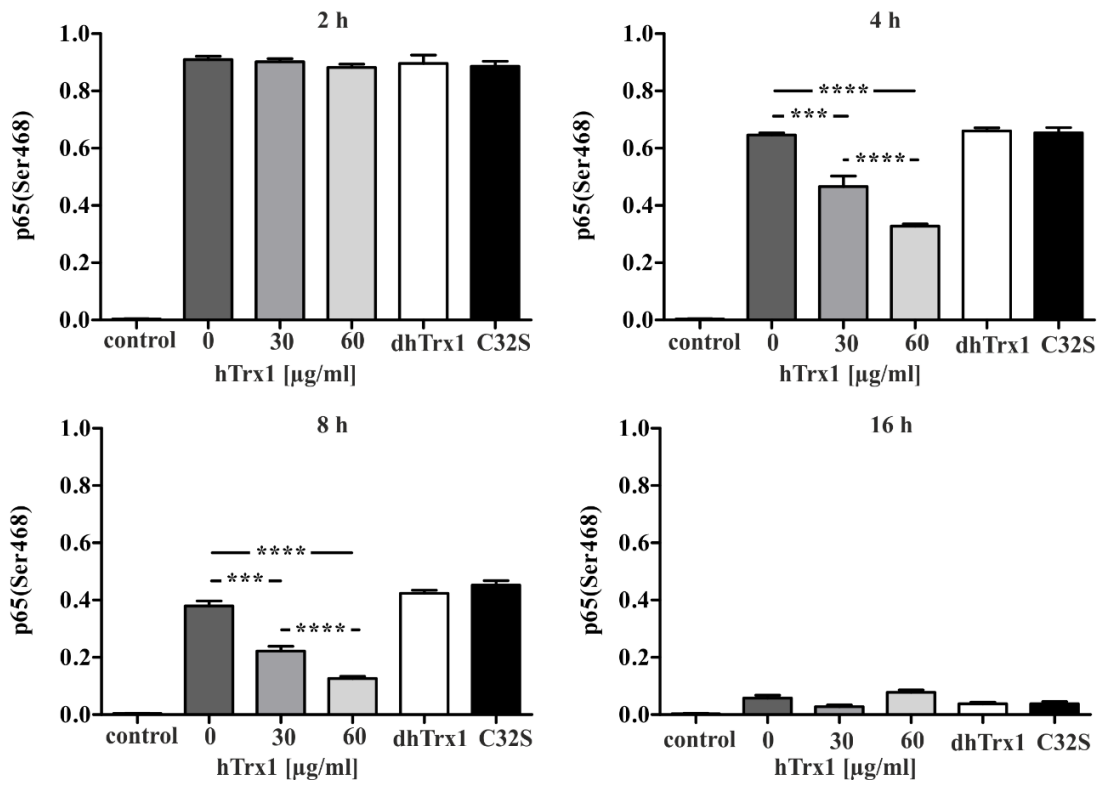 2 h
p65(Ser468)
1.0
0.8
0.6
0.4
0.2
0.0
control 0 30 60 dhTrx1 C32S
hTrx1 [µg/ml]
4 h
p65(Ser468)
1.0
0.8
0.6
0.4
0.2
0.0
****
***
****
control 0 30 60 dhTrx1 C32S
hTrx1 [µg/ml]
8 h
p65(Ser468)
1.0
0.8
0.6
0.4
0.2
0.0
****
***
****
control 0 30 60 dhTrx1 C32S
hTrx1 [µg/ml]
16 h
p65(Ser468)
1.0
0.8
0.6
0.4
0.2
0.0
control 0 30 60 dhTrx1 C32S
hTrx1 [µg/ml]